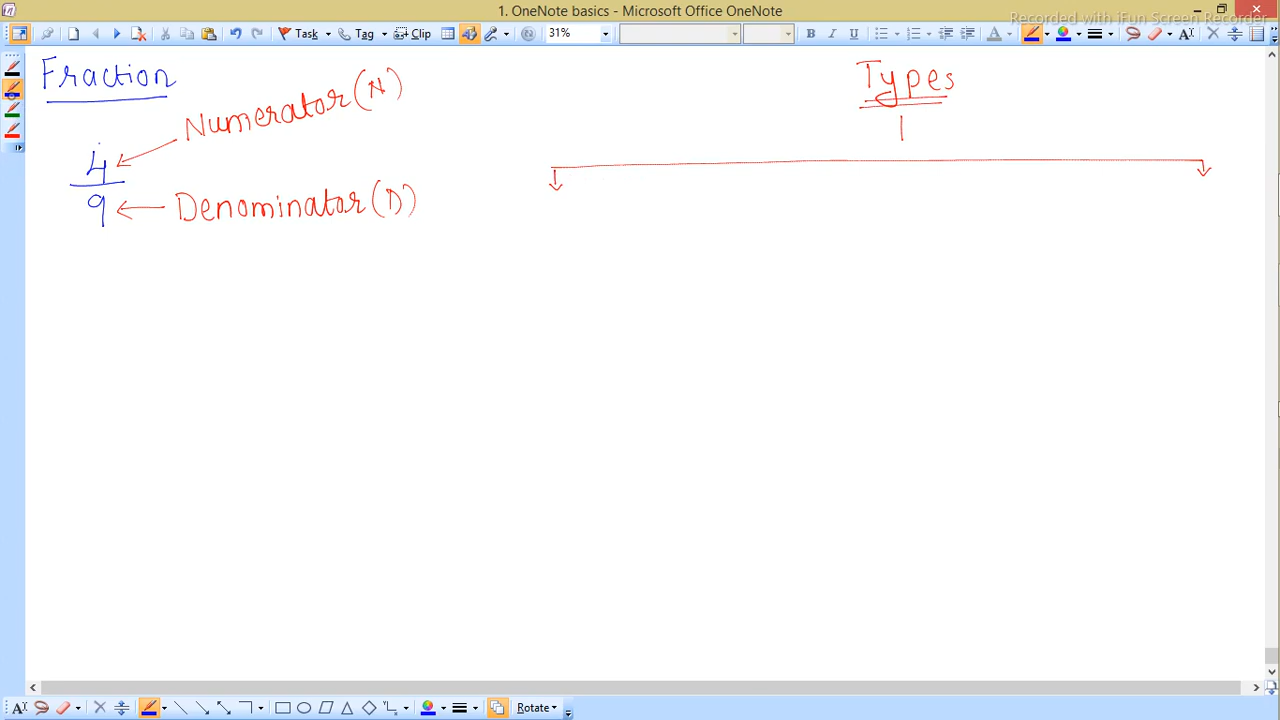 1. OneNote basics - Microsoft Office OneNote
Recorded with iFun Screen Recorder
Task Tag Clip 31% B I U A
Fraction
Numerator (N)
4
9
Denominator (D)
Types
Rotate